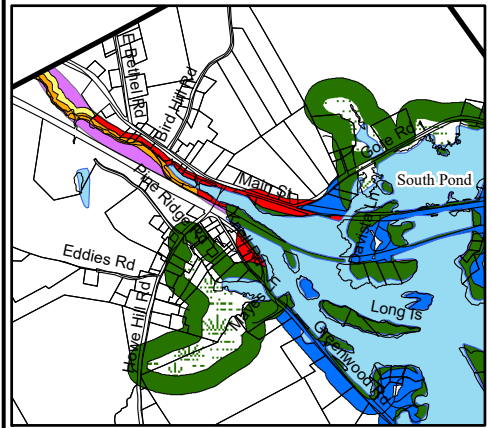 E Bethel Rd
Bird Hill Rd
Cole Rd
Main St
South Pond
Pine Ridge
Eddies Rd
Howe Hill Rd
Mayes
Long Is
Greenwood Rd